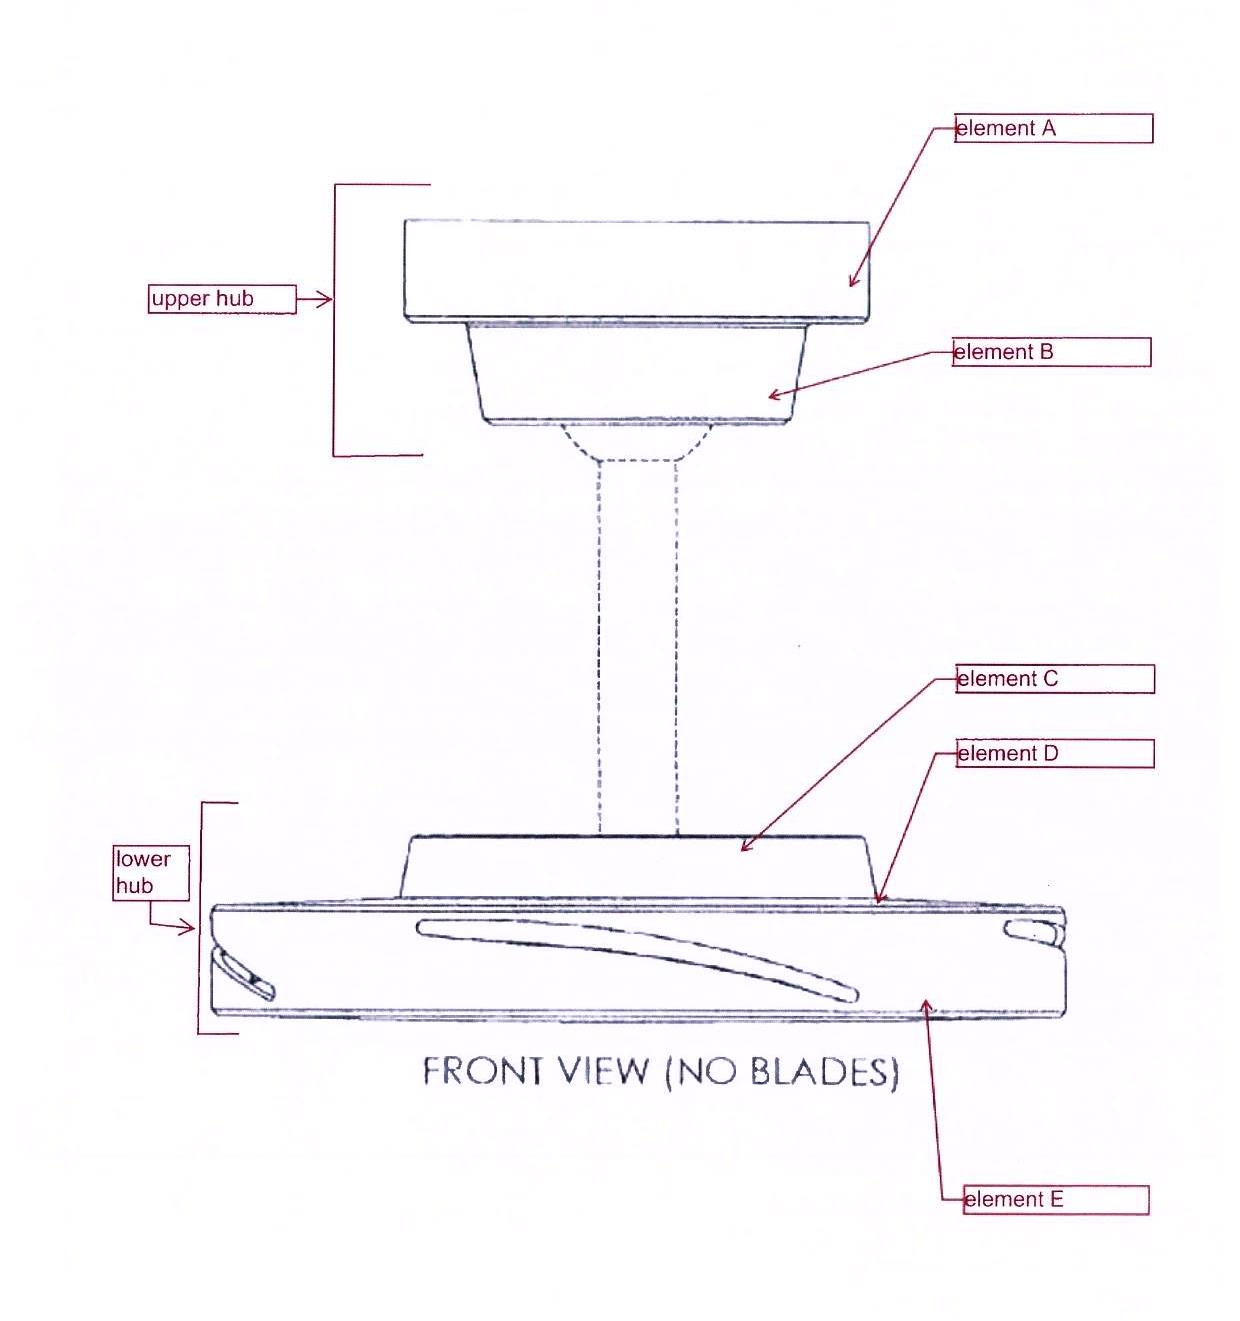 element A
upper hub
element B
element C
element D
lower
hub
FRONT VIEW (NO BLADES)
element E